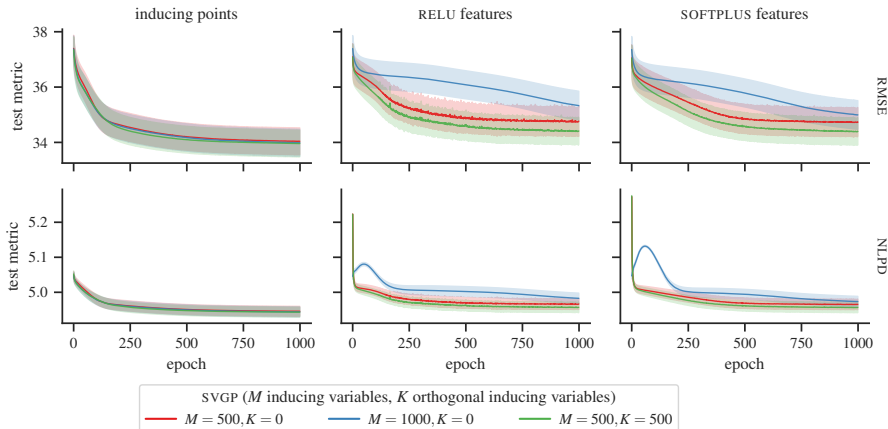 inducing points
RELU features
SOFTPLUS features
38
36
34
test metric
RMSE
5.2
5.1
5.0
test metric
NLPD
0 250 500 750 1000
0 250 500 750 1000
0 250 500 750 1000
epoch
epoch
epoch
SVGP (M inducing variables, K orthogonal inducing variables)
M = 500, K = 0
M = 1000, K = 0
M = 500, K = 500